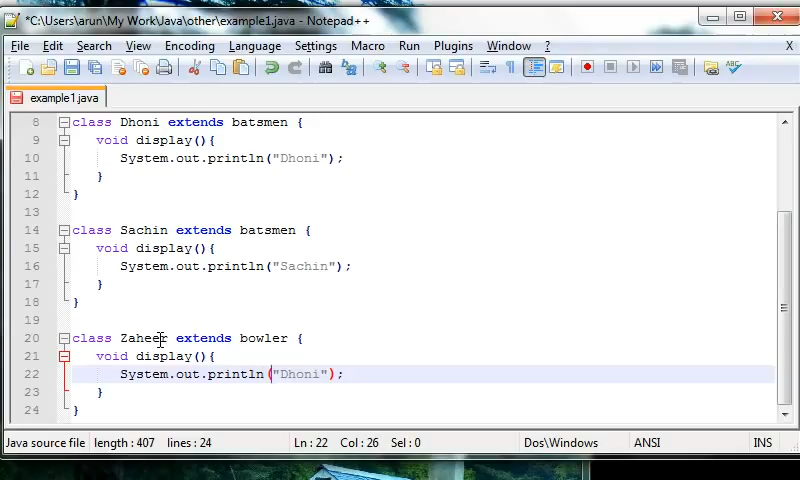 *C:\Users\arun\My Work\Java\other\example1.java - Notepad++
File Edit Search View Encoding Language Settings Macro Run Plugins Window ? X
example1.java
8 class Dhoni extends batsmen {
9 void display(){
10 System.out.println("Dhoni");
11 }
12 }
13
14 class Sachin extends batsmen {
15 void display(){
16 System.out.println("Sachin");
17 }
18 }
19
20 class Zaheer extends bowler {
21 void display(){
22 System.out.println("Dhoni");
23 }
24 }
Java source file length : 407 lines : 24 Ln : 22 Col : 26 Sel : 0 Dos\Windows ANSI INS